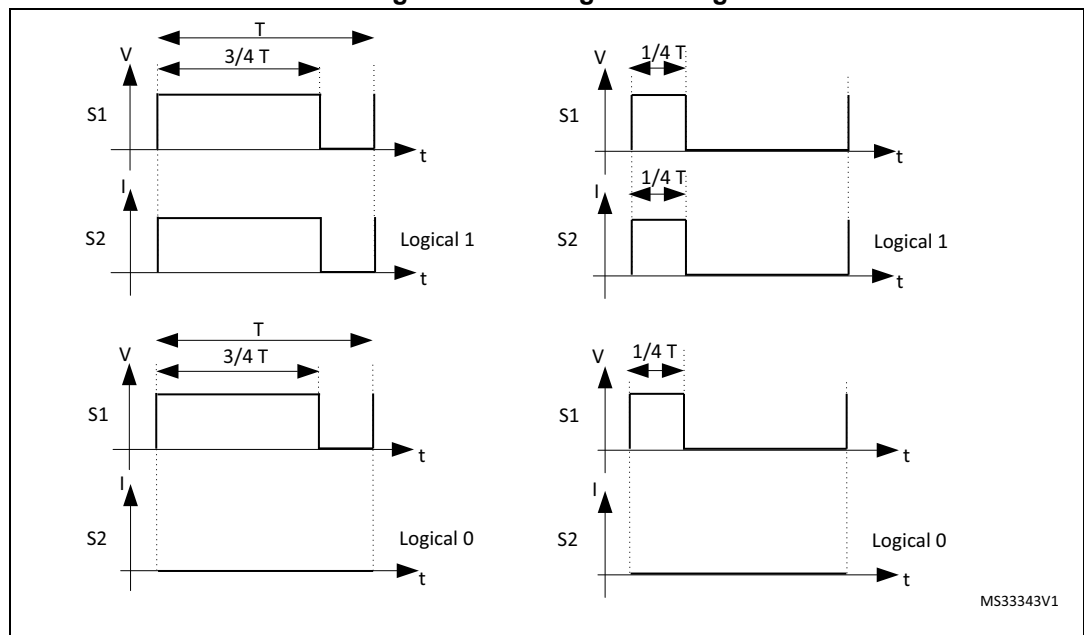 T
V
3/4 T
S1
t
I
S2
Logical 1
t
V
1/4 T
S1
t
I
1/4 T
S2
Logical 1
t
T
V
3/4 T
S1
t
I
S2
Logical 0
t
V
1/4 T
S1
t
I
S2
Logical 0
t
MS33343V1